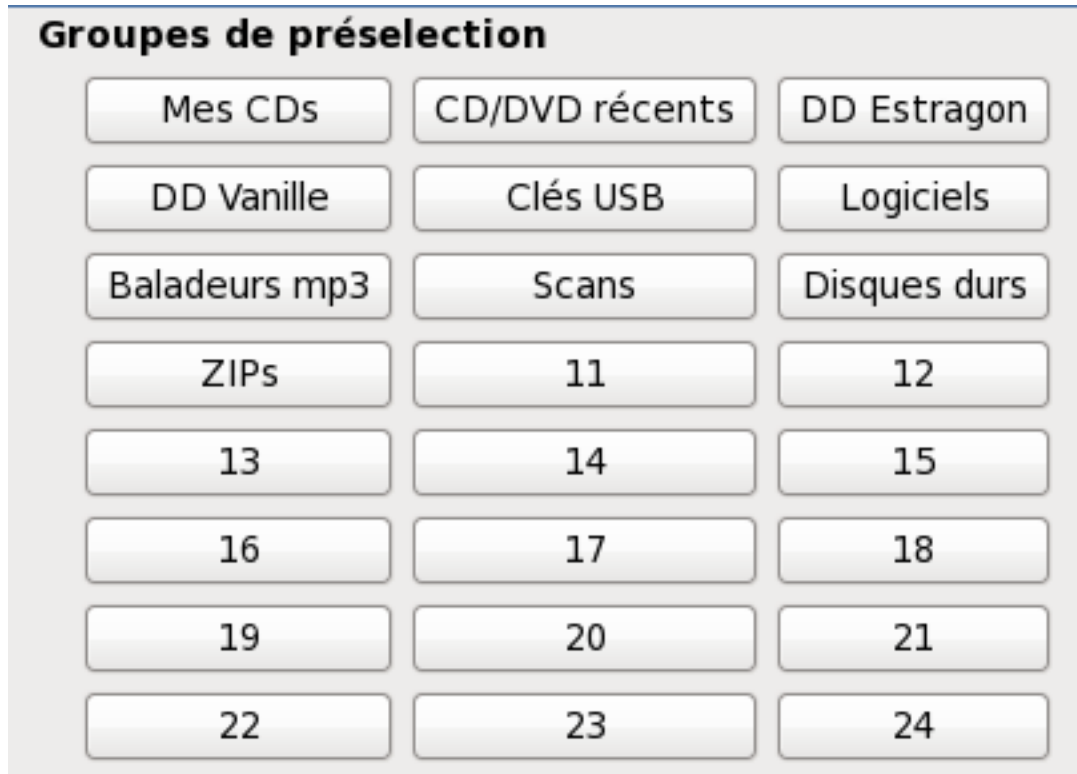 Groupes de préselection
Mes CDs CD/DVD récents DD Estragon
DD Vanille Clés USB Logiciels
Baladeurs mp3 Scans Disques durs
ZIPs 11 12
13 14 15
16 17 18
19 20 21
22 23 24